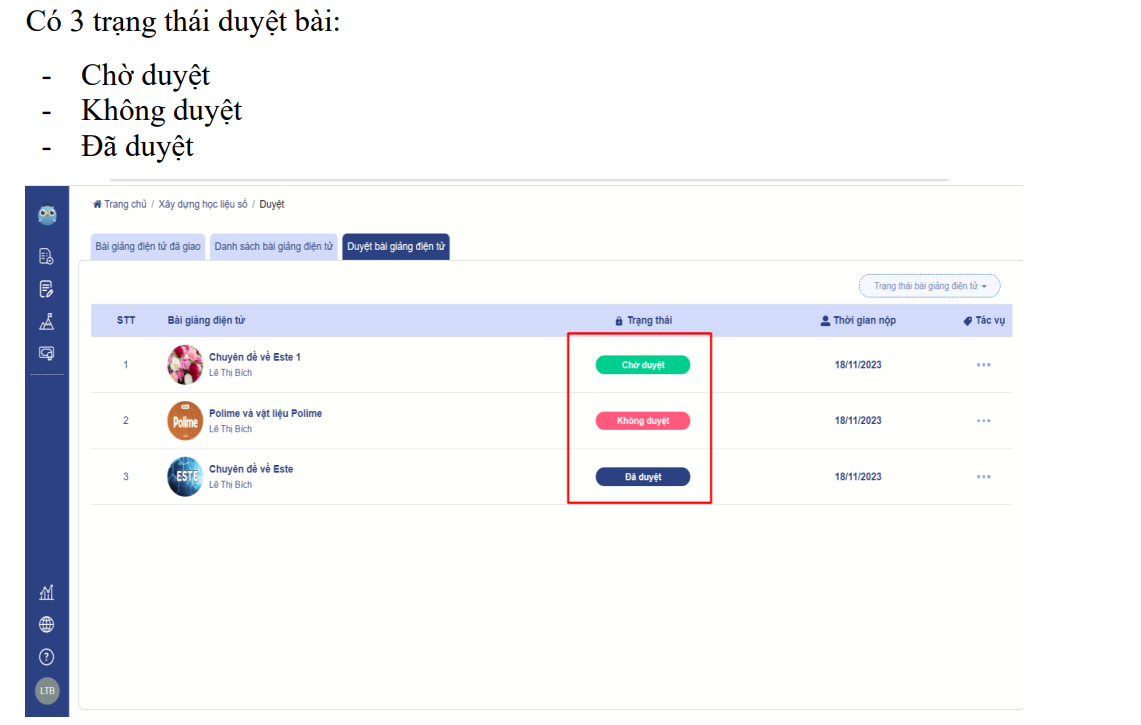 Có 3 trạng thái duyệt bài:
- Chờ duyệt
- Không duyệt
- Đã duyệt
Trang chủ / Xây dựng học liệu số / Duyệt
Bài giảng điện tử đã giao Danh sách bài giảng điện tử Duyệt bài giảng điện tử
Trạng thái bài giảng điện tử
STT Bài giảng điện tử Trạng thái Thời gian nộp Tác vụ
1 Chuyên đề về Este 1 Chờ duyệt 18/11/2023
Lê Thị Bích
2 Polime Polime và vật liệu Polime Không duyệt 18/11/2023
Lê Thị Bích
3 ESTE Chuyên đề về Este Đã duyệt 18/11/2023
Lê Thị Bích
LTB